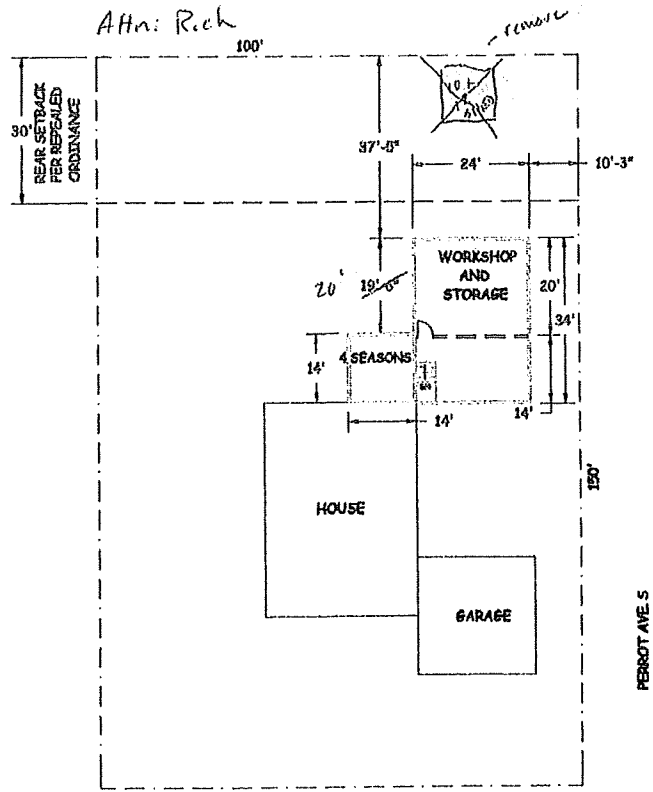 Attn: Rich
- remove
100'
30'
REAR SETBACK
PER REPEALED
ORDINANCE
37'-5"
24'
10'-3"
WORKSHOP
AND
STORAGE
20'
19'-6"
20'
34'
4 SEASONS
14'
14'
14'
150'
HOUSE
GARAGE
PERROT AVE. S